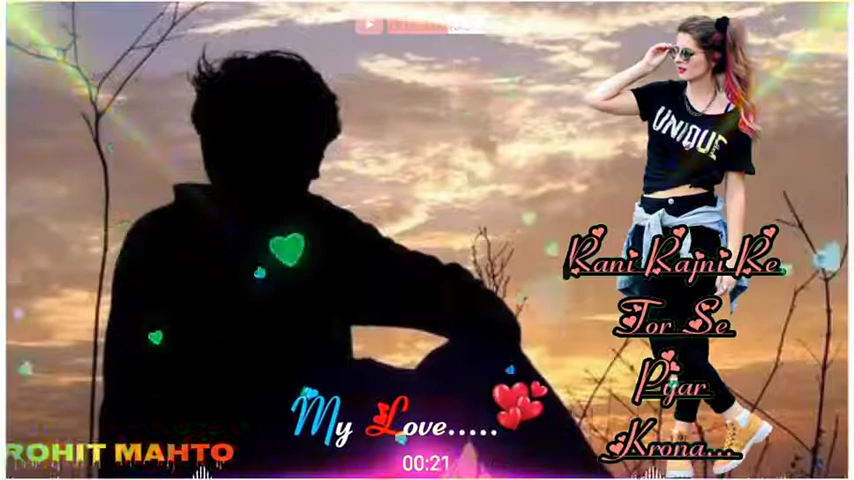 UNIQUE
Rani Rajni Re
Tor Se
Pyar
Krona...
My Love.....
ROHIT MAHTO
00:21